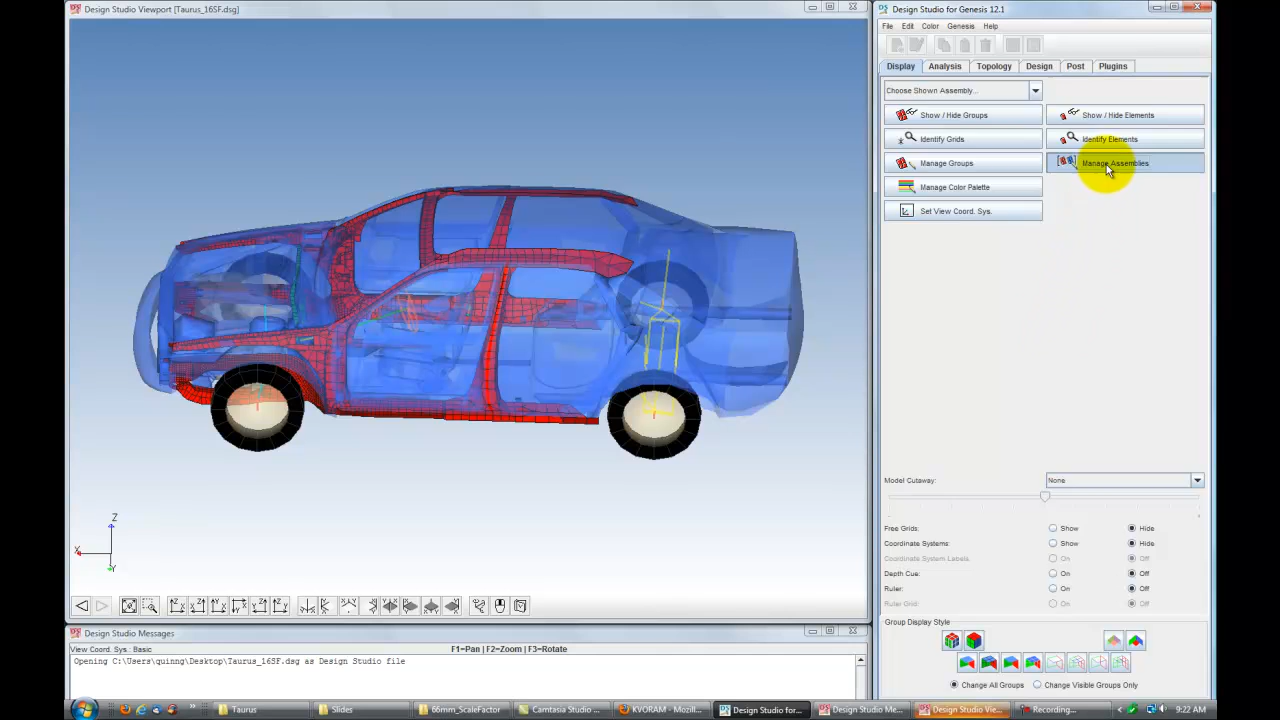 Design Studio Viewport [Taurus_16SF.dsg]
Z
X
Y
Design Studio Messages
View Coord. Sys.: Basic
F1=Pan | F2=Zoom | F3=Rotate
Opening C:\Users\quinng\Desktop\Taurus_16SF.dsg as Design Studio file
Design Studio for Genesis 12.1
File Edit Color Genesis Help
Display Analysis Topology Design Post Plugins
Choose Shown Assembly...
Show / Hide Groups Show / Hide Elements
Identify Grids Identify Elements
Manage Groups Manage Assemblies
Manage Color Palette
Set View Coord. Sys.
Model Cutaway: None
Free Grids: Show Hide
Coordinate Systems: Show Hide
Coordinate System Labels: On Off
Depth Cue: On Off
Ruler: On Off
Ruler Grid: On Off
Group Display Style
Change All Groups Change Visible Groups Only
Taurus Slides 66mm_ScaleFactor Camtasia Studio ... KVORAM - Mozill... Design Studio for... Design Studio Me... Design Studio Vie... Recording... 9:22 AM